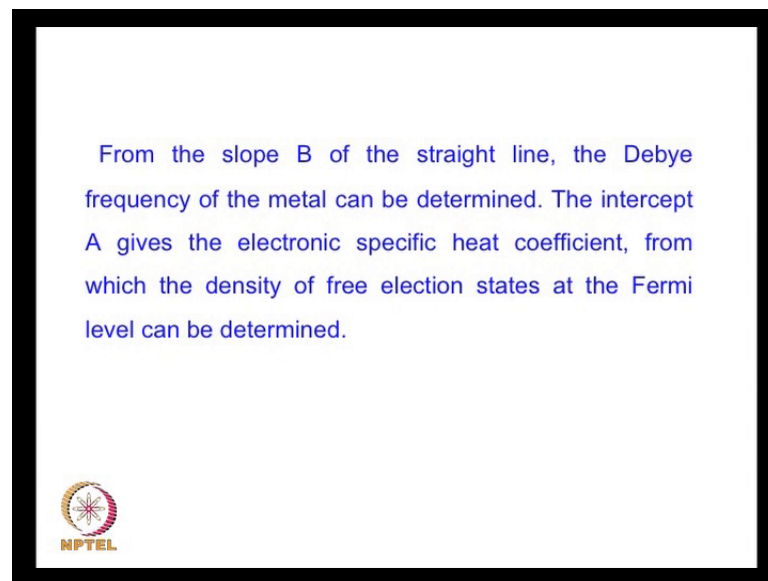 From the slope B of the straight line, the Debye
frequency of the metal can be determined. The intercept
A gives the electronic specific heat coefficient, from
which the density of free election states at the Fermi
level can be determined.
NPTEL